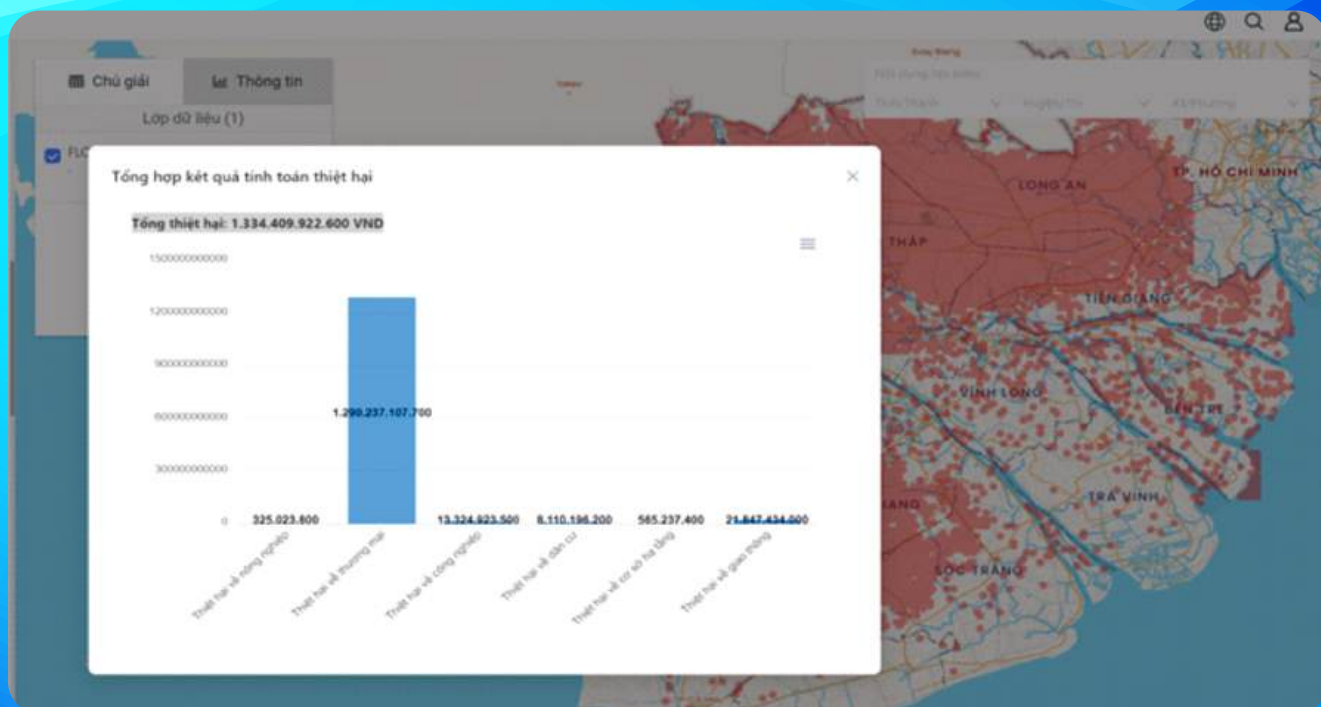 Chú giải
Thông tin
Lớp dữ liệu (1)
Tổng hợp kết quả tính toán thiệt hại
Tổng thiệt hại: 1.334.409.922.600 VND
1500000000000
1200000000000
900000000000
600000000000
300000000000
0
325.023.800
1.290.237.107.700
13.324.923.500
8.110.196.200
565.237.400
21.847.434.000
Thiệt hại về nông nghiệp
Thiệt hại về thương mại
Thiệt hại về công nghiệp
Thiệt hại về dân cư
Thiệt hại về cơ sở hạ tầng
Thiệt hại về giao thông
TP. HỒ CHÍ MINH
LONG AN
THÁP
TIỀN GIANG
VĨNH LONG
BẾN TRE
TRÀ VINH
GIANG
SÓC TRĂNG